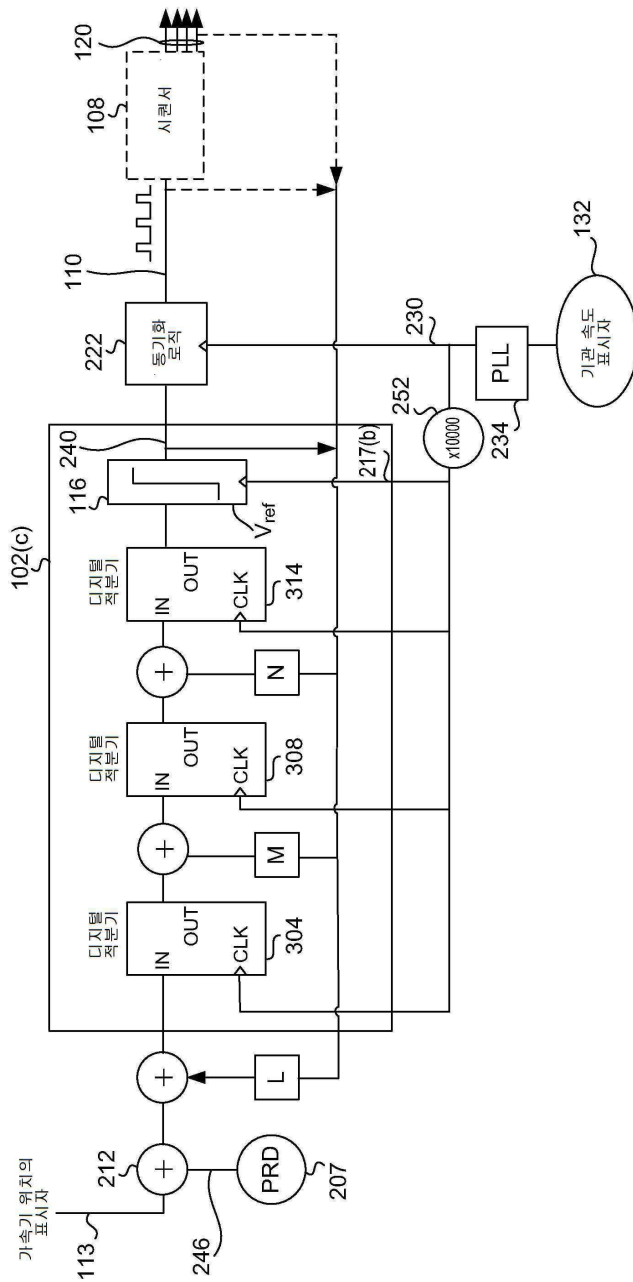 가속기 위치의
표시자
113
212
246
PRD
207
L
102(c)
디지털
적분기
IN
OUT
CLK
304
M
디지털
적분기
IN
OUT
CLK
308
N
디지털
적분기
IN
OUT
CLK
314
116
Vref
240
217(b)
222
동기화
로직
110
108
시퀀서
120
230
252
x10000
PLL
234
기관 속도
표시자
132